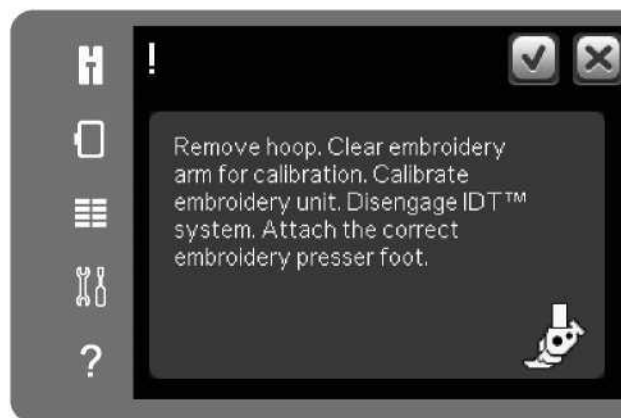 !
Remove hoop. Clear embroidery
arm for calibration. Calibrate
embroidery unit. Disengage IDT™
system. Attach the correct
embroidery presser foot.
?